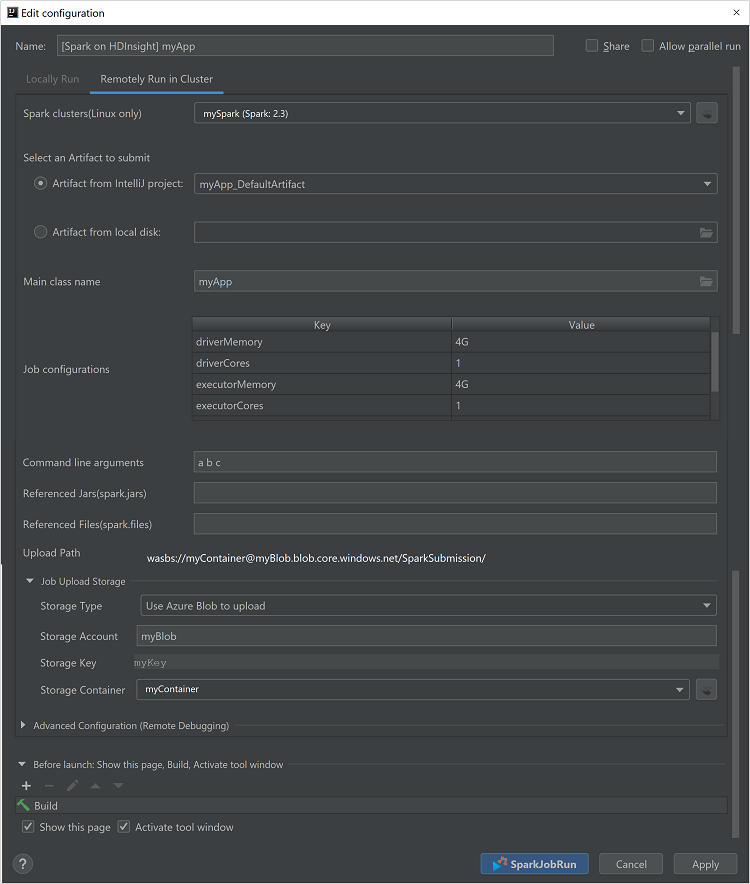 Edit configuration
Name: [Spark on HDInsight] myApp Share Allow parallel run
Locally Run Remotely Run in Cluster
Spark clusters(Linux only) mySpark (Spark: 2.3)
Select an Artifact to submit
Artifact from IntelliJ project: myApp_DefaultArtifact
Artifact from local disk:
Main class name myApp
Key Value
driverMemory 4G
driverCores 1
Job configurations
executorMemory 4G
executorCores 1
Command line arguments a b c
Referenced Jars(spark.jars)
Referenced Files(spark.files)
Upload Path wasbs://myContainer@myBlob.blob.core.windows.net/SparkSubmission/
Job Upload Storage
Storage Type Use Azure Blob to upload
Storage Account myBlob
Storage Key myKey
Storage Container myContainer
Advanced Configuration (Remote Debugging)
Before launch: Show this page, Build, Activate tool window
Build
Show this page Activate tool window
? SparkJobRun Cancel Apply